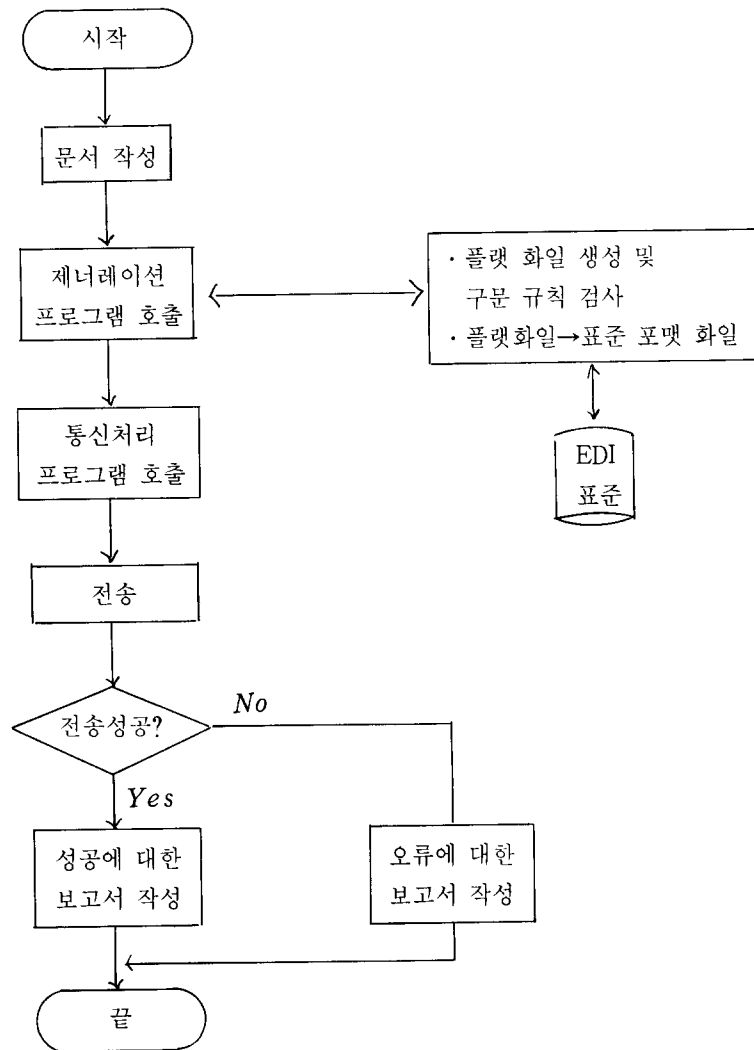 시작
문서 작성
제너레이션
프로그램 호출
· 플랫 화일 생성 및
구문 규칙 검사
· 플랫화일→표준 포맷 화일
EDI
표준
통신처리
프로그램 호출
전송
전송성공?
No
Yes
성공에 대한
보고서 작성
오류에 대한
보고서 작성
끝